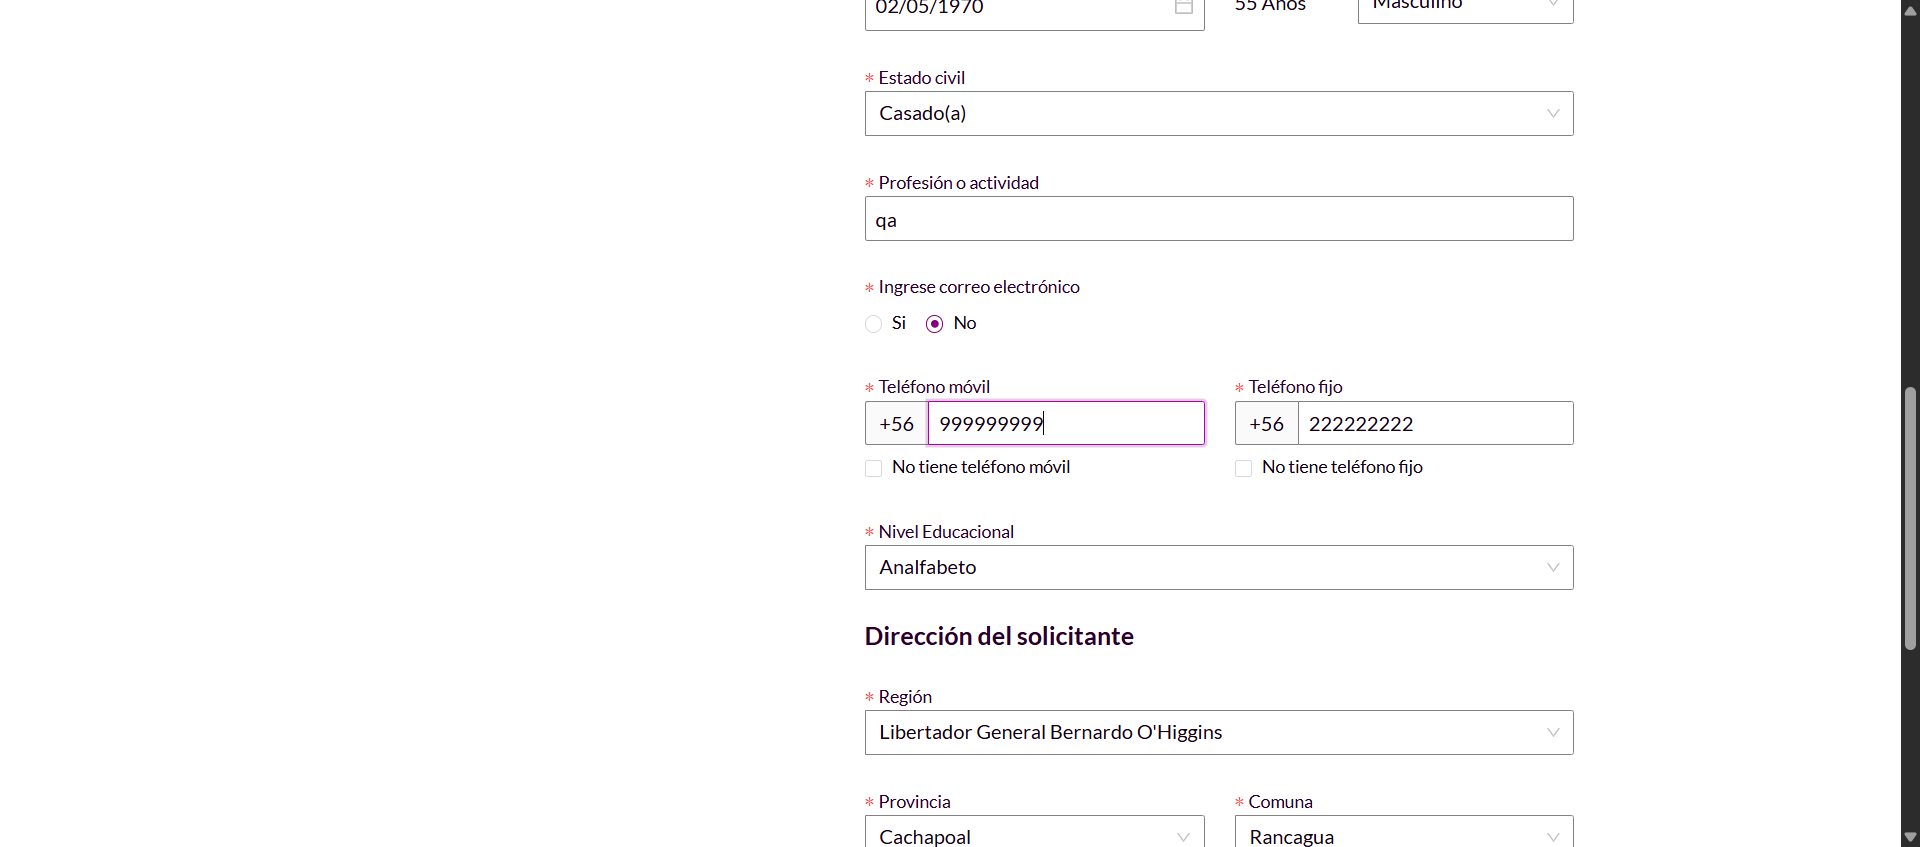 02/05/1970
55 Años
Masculino
* Estado civil
Casado(a)
* Profesión o actividad
qa
* Ingrese correo electrónico
Si No
* Teléfono móvil
+56 999999999
No tiene teléfono móvil
* Teléfono fijo
+56 222222222
No tiene teléfono fijo
* Nivel Educacional
Analfabeto
Dirección del solicitante
* Región
Libertador General Bernardo O'Higgins
* Provincia
Cachapoal
* Comuna
Rancagua